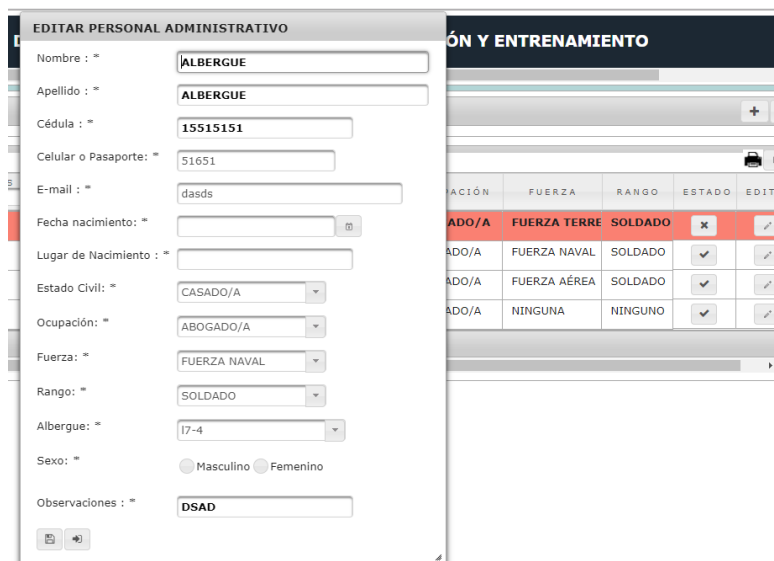 EDITAR PERSONAL ADMINISTRATIVO
ÓN Y ENTRENAMIENTO
Nombre : *
ALBERGUE
Apellido : *
ALBERGUE
Cédula : *
15515151
Celular o Pasaporte: *
51651
E-mail : *
dasds
Fecha nacimiento: *
Lugar de Nacimiento : *
Estado Civil: *
CASADO/A
Ocupación: *
ABOGADO/A
Fuerza: *
FUERZA NAVAL
Rango: *
SOLDADO
Albergue: *
l7-4
Sexo: *
Masculino Femenino
Observaciones : *
DSAD
ACIÓN FUERZA RANGO ESTADO EDIT
ADO/A FUERZA TERRE SOLDADO
ADO/A FUERZA NAVAL SOLDADO
ADO/A FUERZA AÉREA SOLDADO
ADO/A NINGUNA NINGUNO